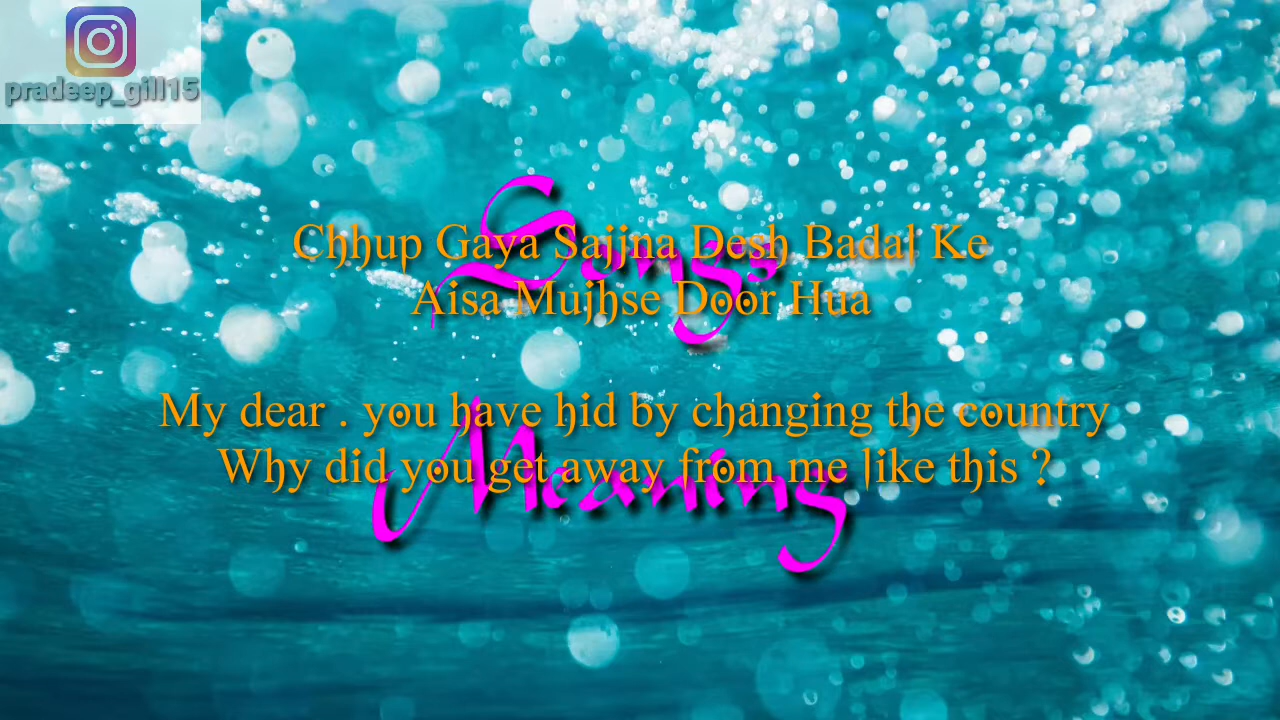 pradeep_gill15
Songs
Chhup Gaya Sajjna Desh Badal Ke
Aisa Mujhse Door Hua
My dear . you have hid by changing the country
Why did you get away from me like this ?
Meaning